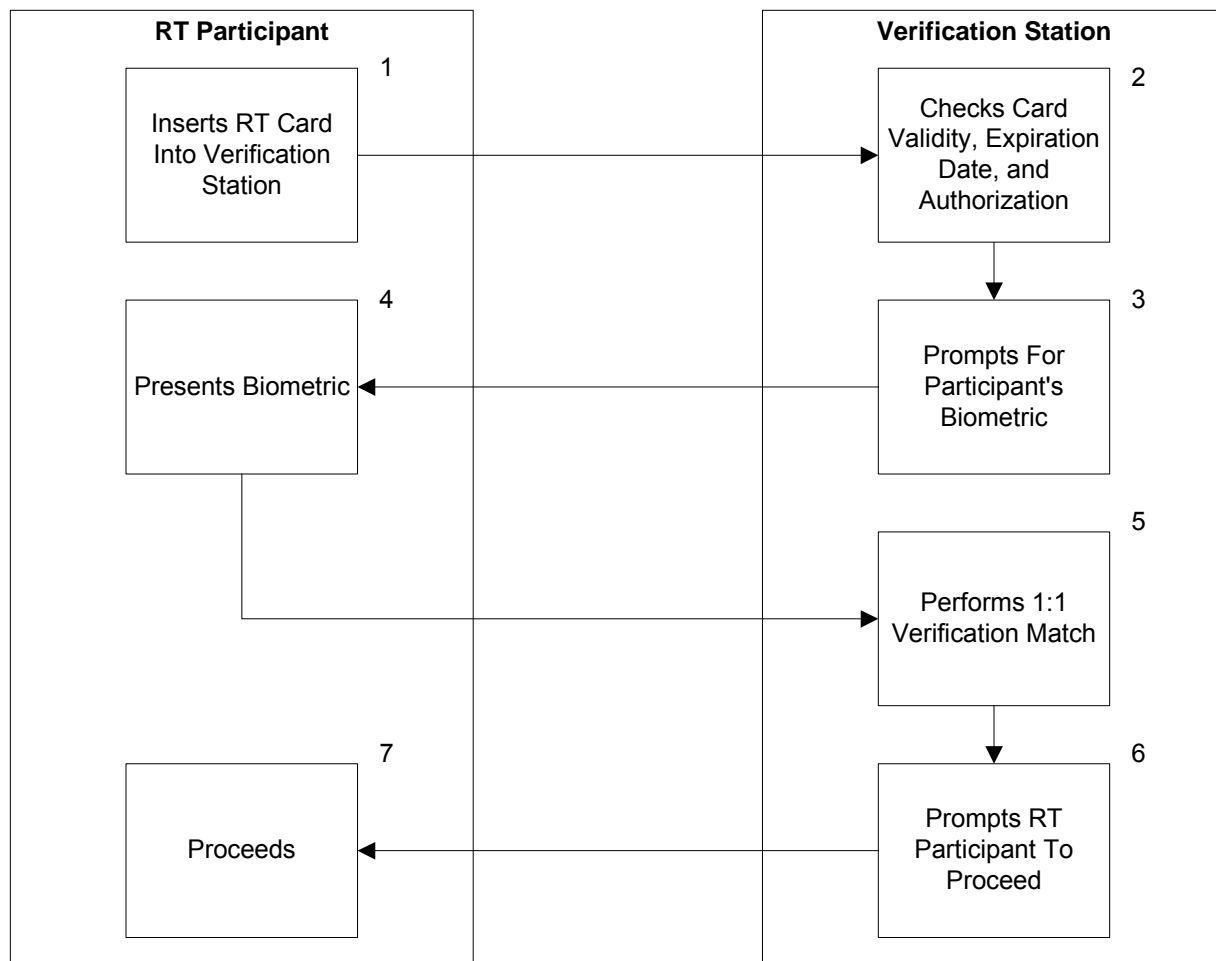 RT Participant
Verification Station
1
Inserts RT Card
Into Verification
Station
2
Checks Card
Validity, Expiration
Date, and
Authorization
3
Prompts For
Participant's
Biometric
4
Presents Biometric
5
Performs 1:1
Verification Match
6
Prompts RT
Participant To
Proceed
7
Proceeds